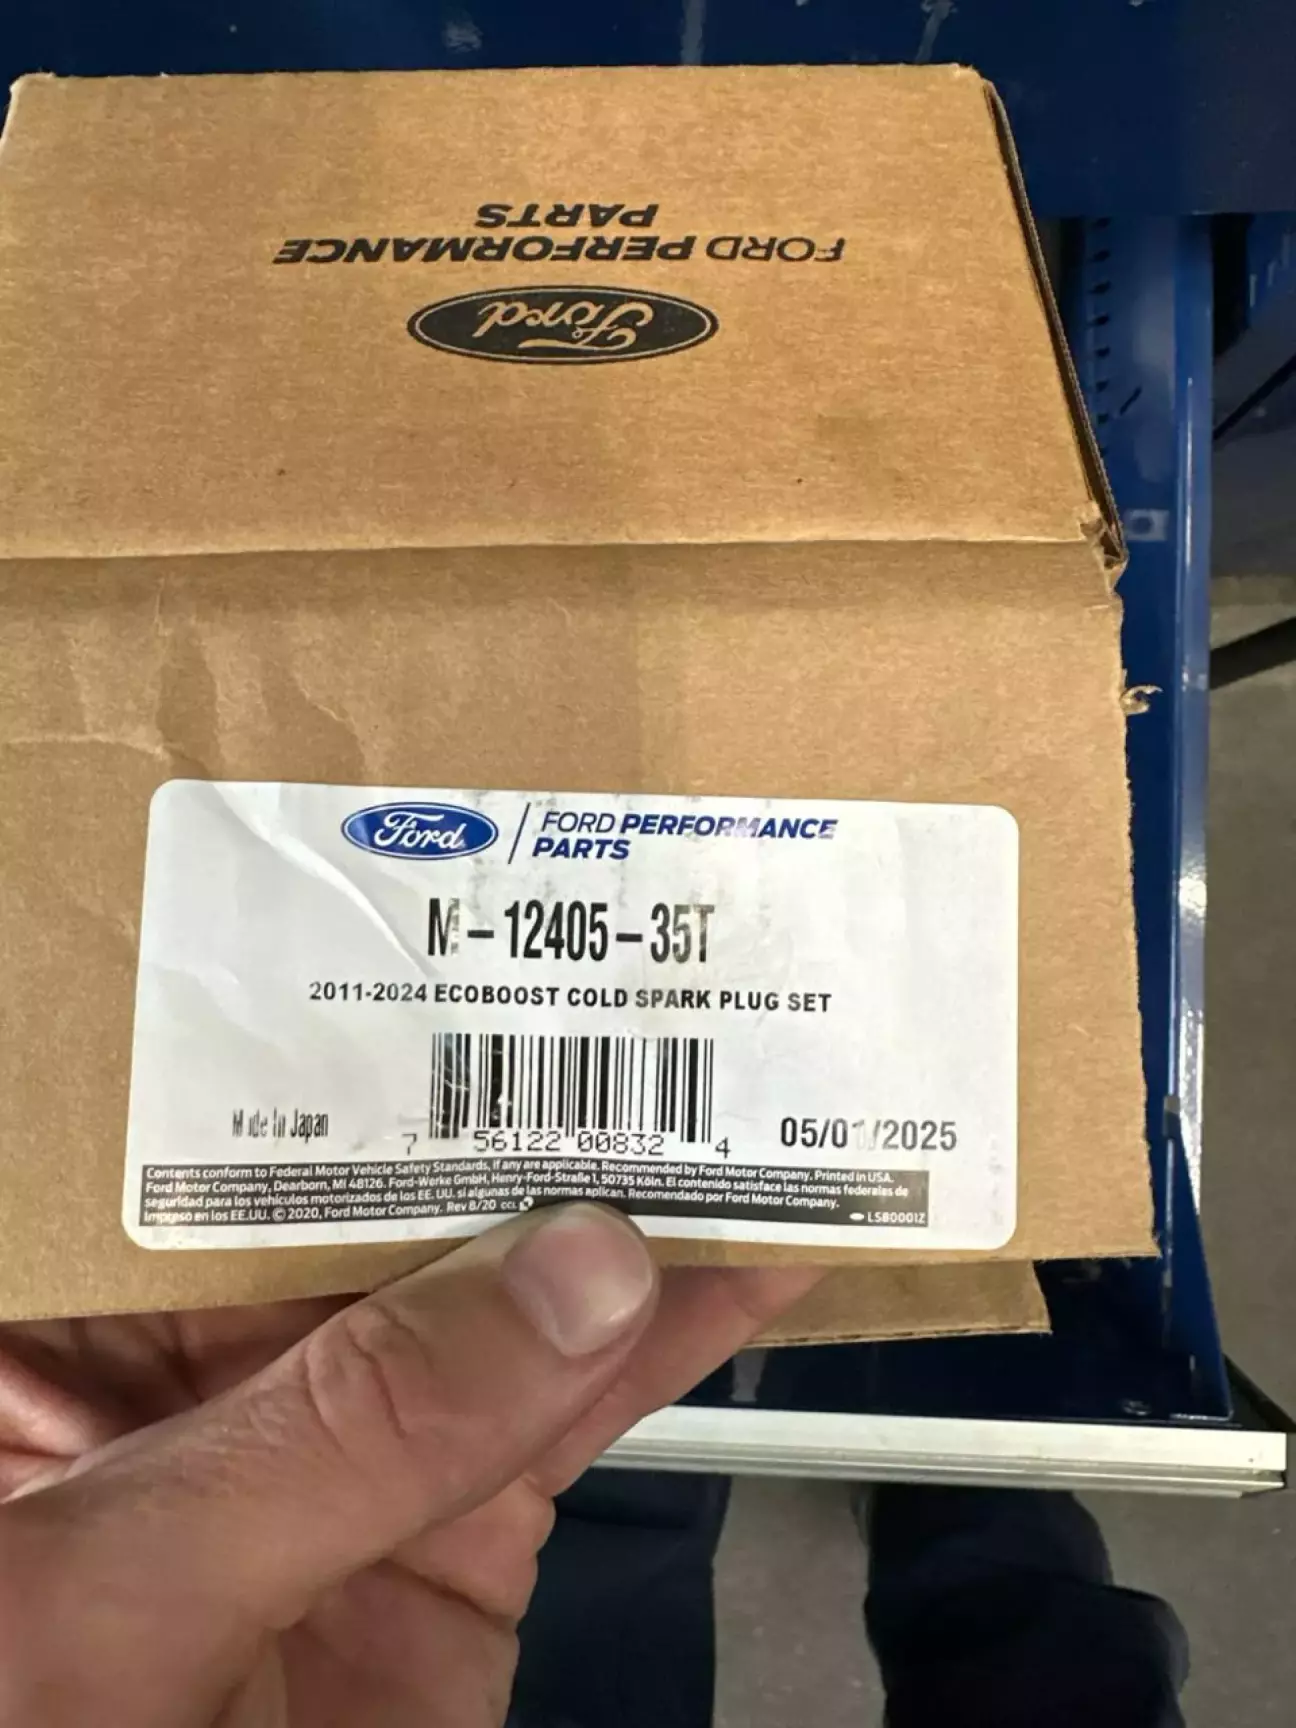 FORD PERFORMANCE
PARTS
Ford
Ford
FORD PERFORMANCE
PARTS
M-12405-35T
2011-2024 ECOBOOST COLD SPARK PLUG SET
Made In Japan
7 56122 00832 4
05/01/2025
Contents conform to Federal Motor Vehicle Safety Standards, if any are applicable. Recommended by Ford Motor Company. Printed in USA.
Ford Motor Company, Dearborn, MI 48126. Ford-Werke GmbH, Henry-Ford-Straße 1, 50735 Köln. El contenido satisface las normas federales de
seguridad para los vehículos motorizados de los EE. UU. si algunas de las normas aplican. Recomendado por Ford Motor Company.
Impreso en los EE.UU. © 2020, Ford Motor Company. Rev 8/20 CCL
LSB0001Z